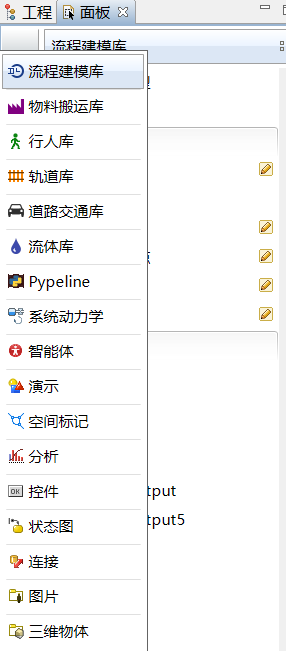 工程 面板
流程建模库
流程建模库
物料搬运库
行人库
轨道库
道路交通库
流体库
Pypeline
系统动力学
智能体
演示
空间标记
分析
OK 控件
tput
状态图
tput5
连接
图片
三维物体